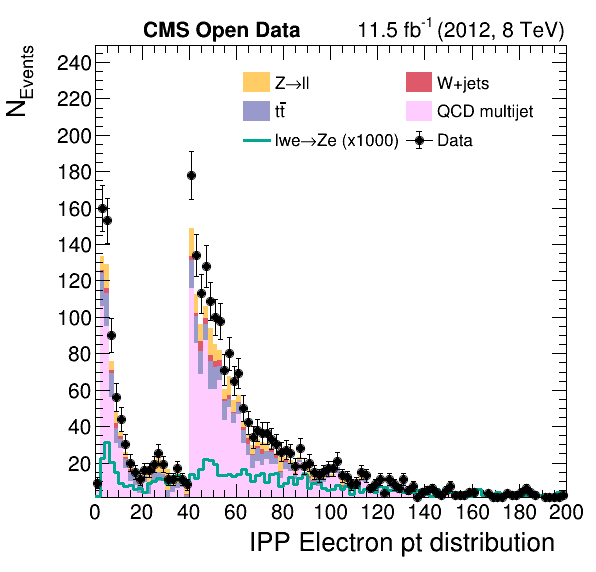 CMS Open Data 11.5 fb⁻¹ (2012, 8 TeV)
N_Events
240
220
200
180
160
140
120
100
80
60
40
20
Z→ll W+jets
tt̄ QCD multijet
lwe→Ze (x1000) Data
0 20 40 60 80 100 120 140 160 180 200
IPP Electron pt distribution